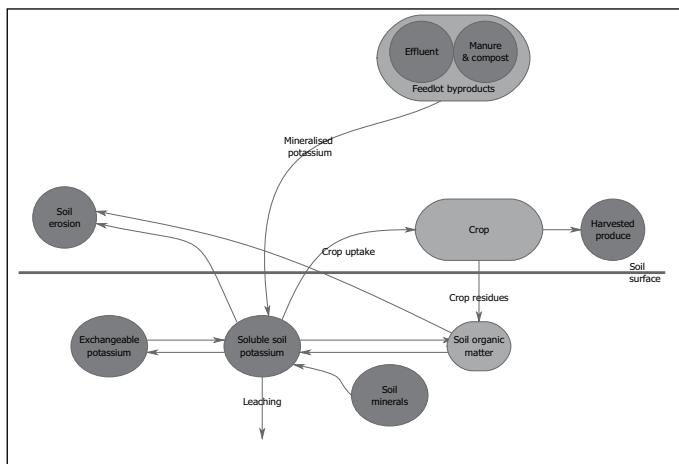 Effluent
Manure
& compost
Feedlot byproducts
Mineralised
potassium
Soil
erosion
Crop
Harvested
produce
Crop uptake
Soil
surface
Crop residues
Exchangeable
potassium
Soluble soil
potassium
Soil organic
matter
Soil
minerals
Leaching